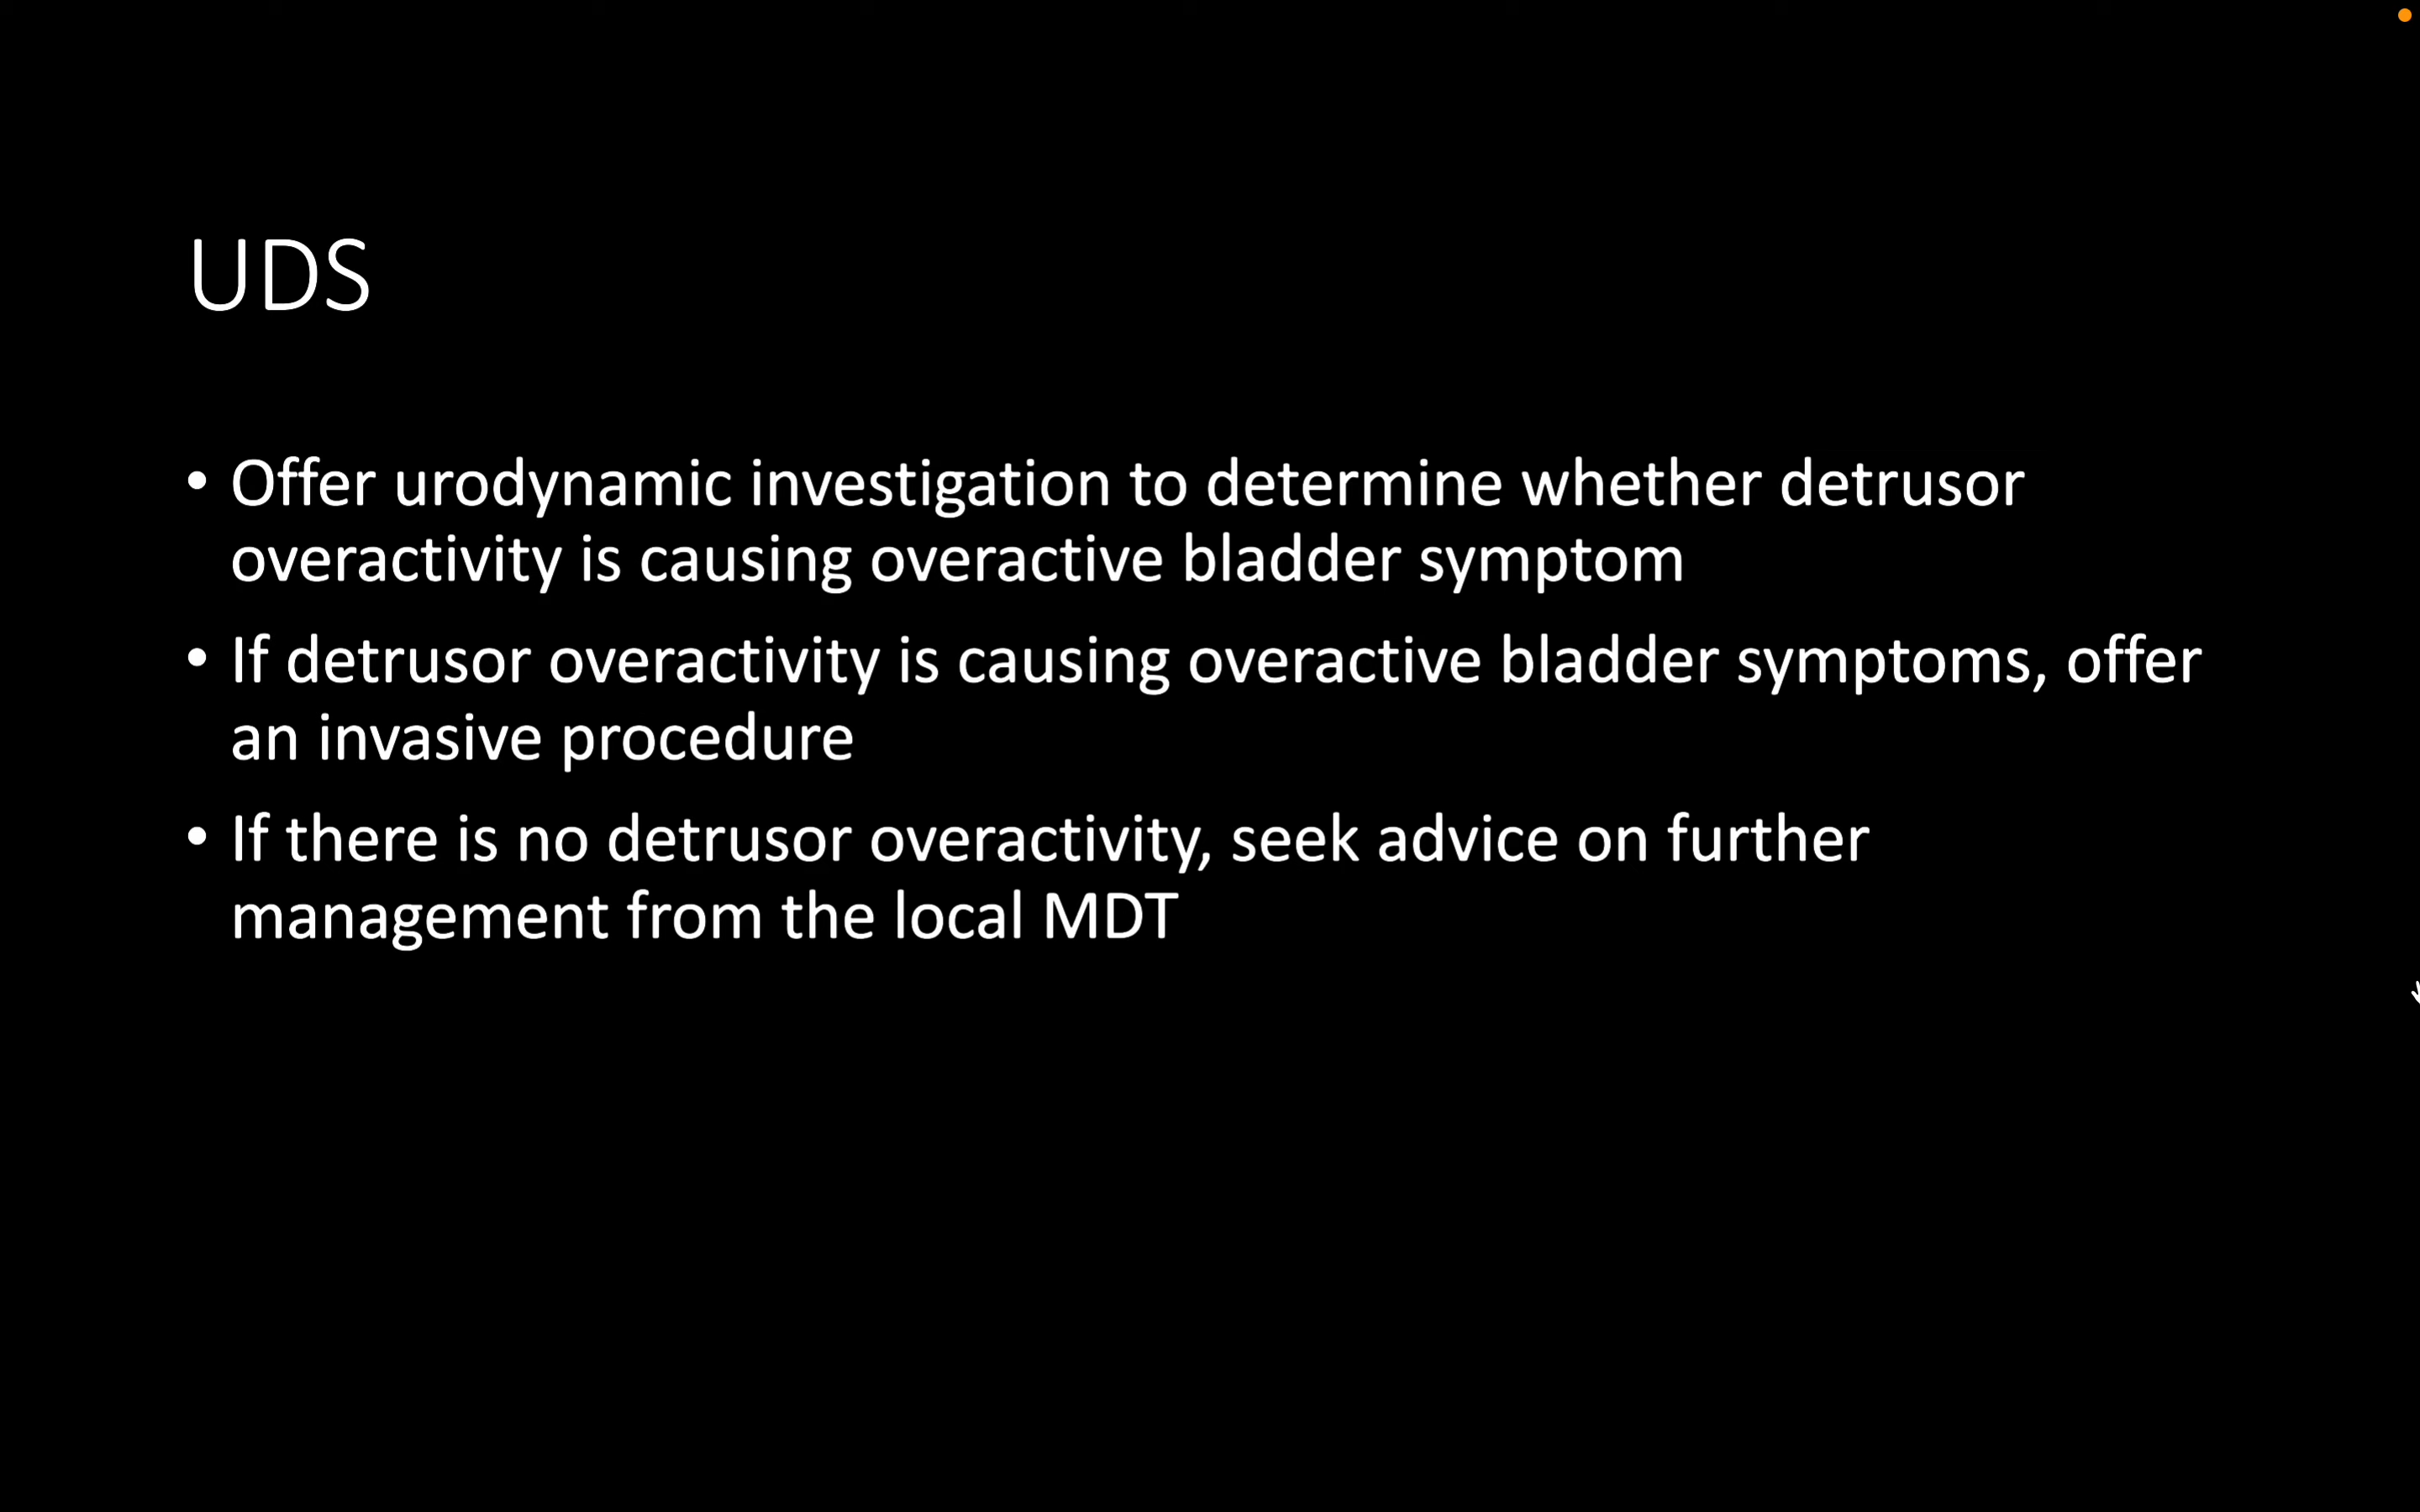 UDS
• Offer urodynamic investigation to determine whether detrusor
overactivity is causing overactive bladder symptom
• If detrusor overactivity is causing overactive bladder symptoms, offer
an invasive procedure
• If there is no detrusor overactivity, seek advice on further
management from the local MDT